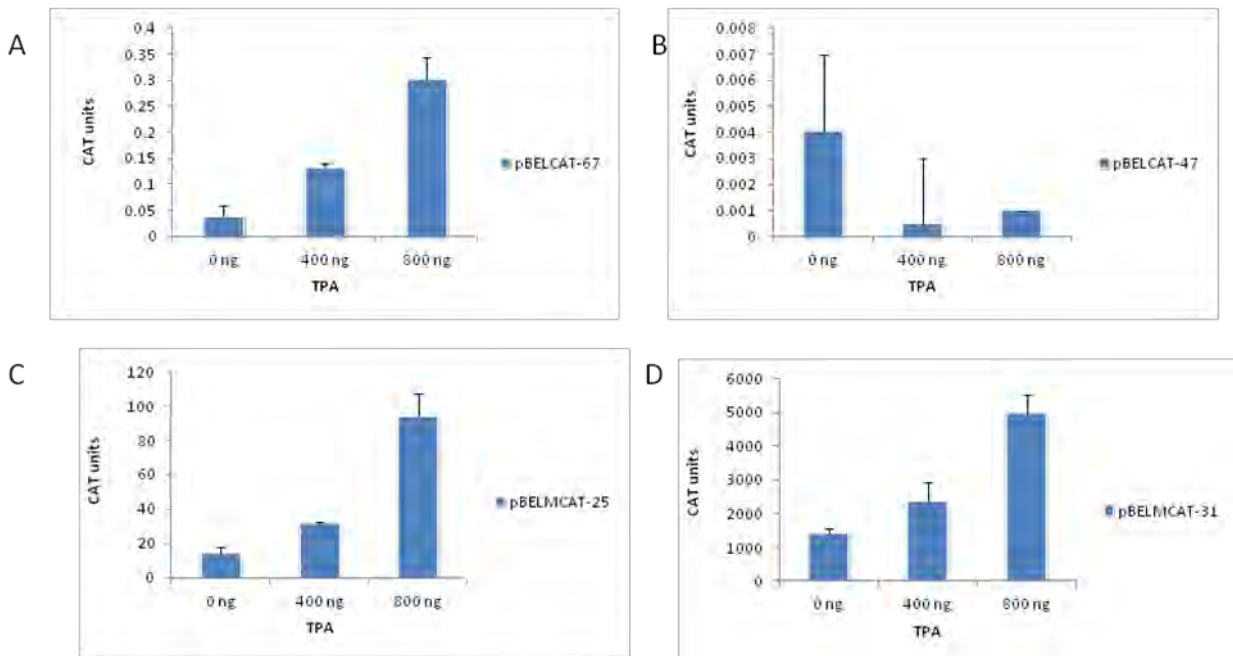 A
0.4
0.35
0.3
0.25
0.2
0.15
0.1
0.05
0
CAT units
0 ng
400 ng
800 ng
TPA
pBELCAT-67
B
0.008
0.007
0.006
0.005
0.004
0.003
0.002
0.001
0
CAT units
0 ng
400 ng
800 ng
TPA
pBELCAT-47
C
120
100
80
60
40
20
0
CAT units
0 ng
400 ng
800 ng
TPA
pBELMCAT-25
D
6000
5000
4000
3000
2000
1000
0
CAT units
0 ng
400 ng
800 ng
TPA
pBELMCAT-31